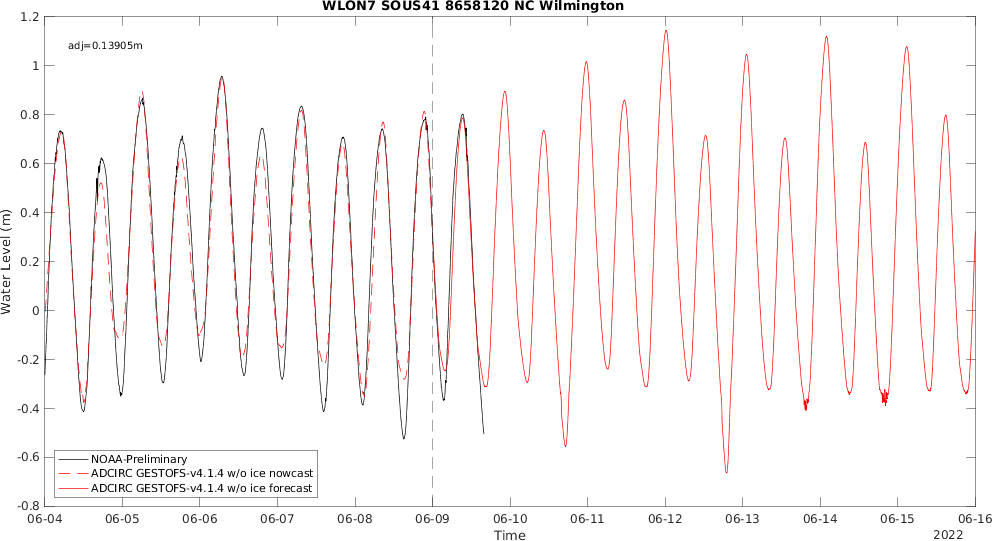 WLON7 SOUS41 8658120 NC Wilmington
adj=0.13905m
1.2
1
0.8
0.6
0.4
0.2
0
-0.2
-0.4
-0.6
-0.8
Water Level (m)
NOAA-Preliminary
ADCIRC GESTOFS-v4.1.4 w/o ice nowcast
ADCIRC GESTOFS-v4.1.4 w/o ice forecast
06-04 06-05 06-06 06-07 06-08 06-09 06-10 06-11 06-12 06-13 06-14 06-15 06-16
Time
2022